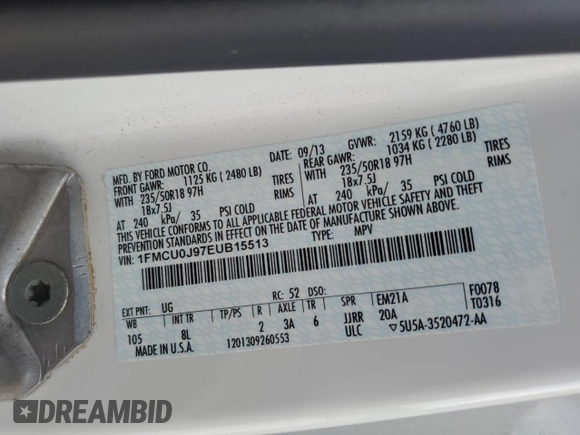 MFD. BY FORD MOTOR CO.
09/13 GVWR: 2159 KG ( 4760 LB)
FRONT GAWR: 1125 KG ( 2480 LB) REAR GAWR: 1034 KG ( 2280 LB)
WITH 235/50R18 97H TIRES WITH 235/50R18 97H TIRES
18x7.5J RIMS 18x7.5J RIMS
AT 240 kPa/ 35 PSI COLD AT 240 kPa/ 35 PSI COLD
THIS VEHICLE CONFORMS TO ALL APPLICABLE FEDERAL MOTOR VEHICLE SAFETY AND THEFT
PREVENTION STANDARDS IN EFFECT ON THE DATE OF MANUFACTURE SHOWN ABOVE.
VIN: 1FMCU0J97EUB15513 TYPE: MPV
EXT PNT: UG RC: 52 DSO: F0078
WB INT TR TP/PS R AXLE TR SPR EM21A T0316
105 8L 2 3A 6 JJRR 20A
MADE IN U.S.A. 1201309260553 ULC ▽5U5A-3520472-AA
DREAMBID